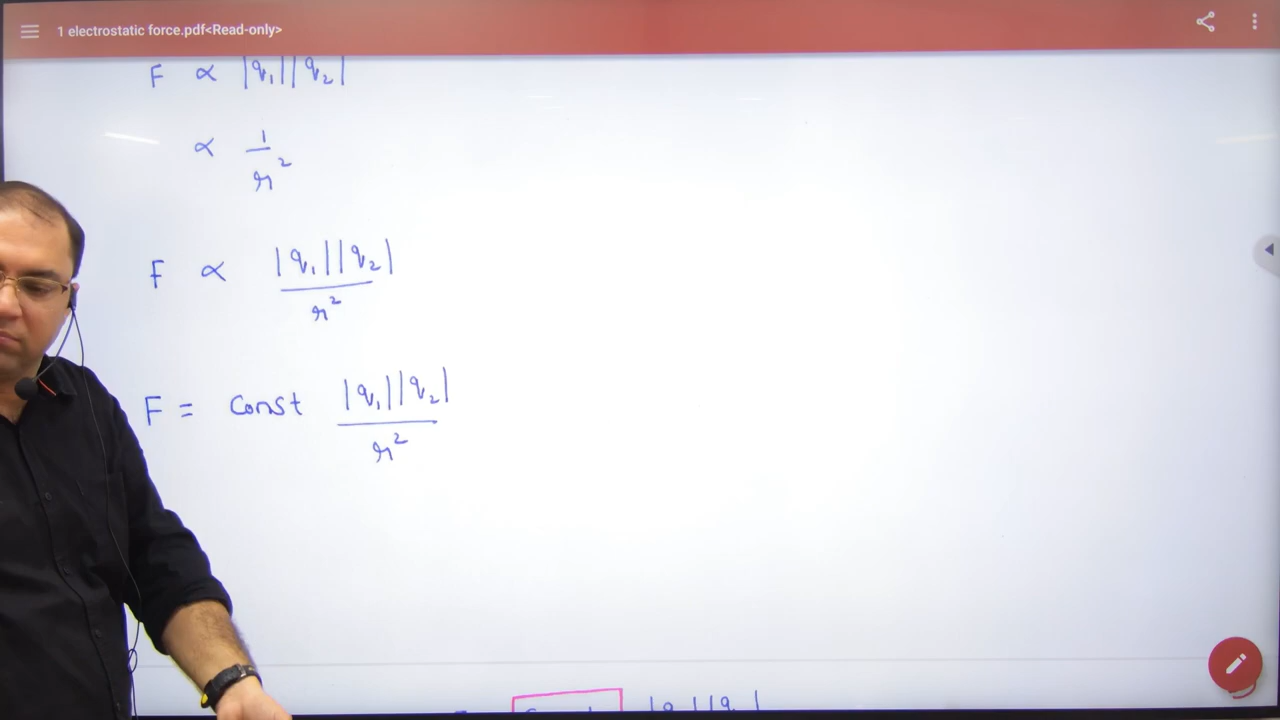 1 electrostatic force.pdf<Read-only>
F ∝ |q₁||q₂|
∝ 1/r²
F ∝ |q₁||q₂|/r²
F = Const |q₁||q₂|/r²